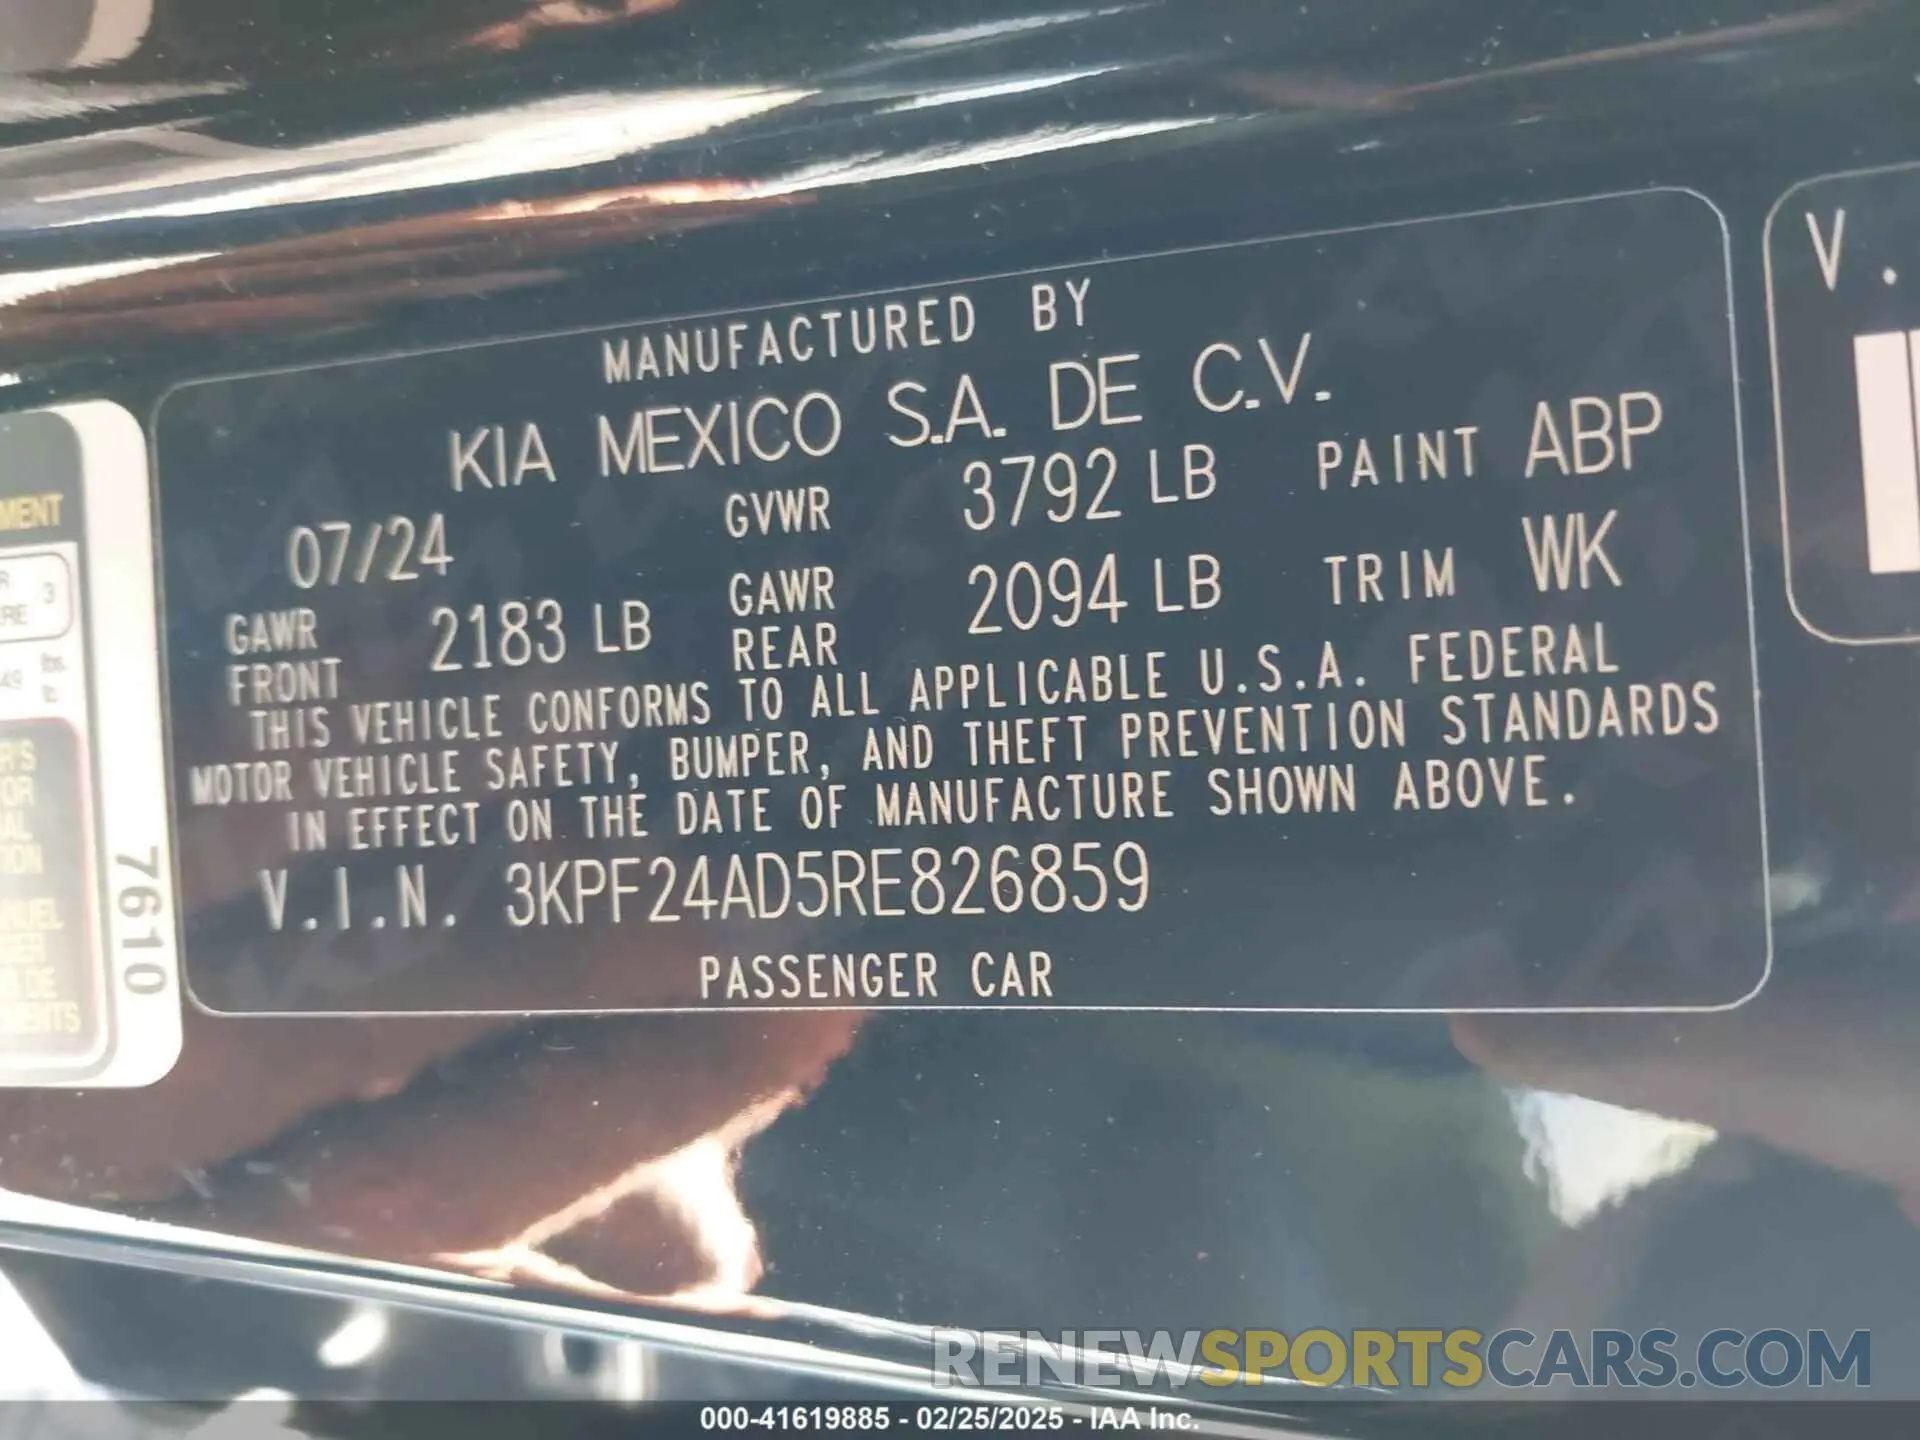 MANUFACTURED BY
KIA MEXICO S.A. DE C.V.
07/24 GVWR 3792 LB PAINT ABP
GAWR FRONT 2183 LB GAWR REAR 2094 LB TRIM WK
THIS VEHICLE CONFORMS TO ALL APPLICABLE U.S.A. FEDERAL
MOTOR VEHICLE SAFETY, BUMPER, AND THEFT PREVENTION STANDARDS
IN EFFECT ON THE DATE OF MANUFACTURE SHOWN ABOVE.
V.I.N. 3KPF24AD5RE826859
PASSENGER CAR
V.
7610
3
49 lbs.
RENEWSPORTSCARS.COM
000-41619885 - 02/25/2025 - IAA Inc.